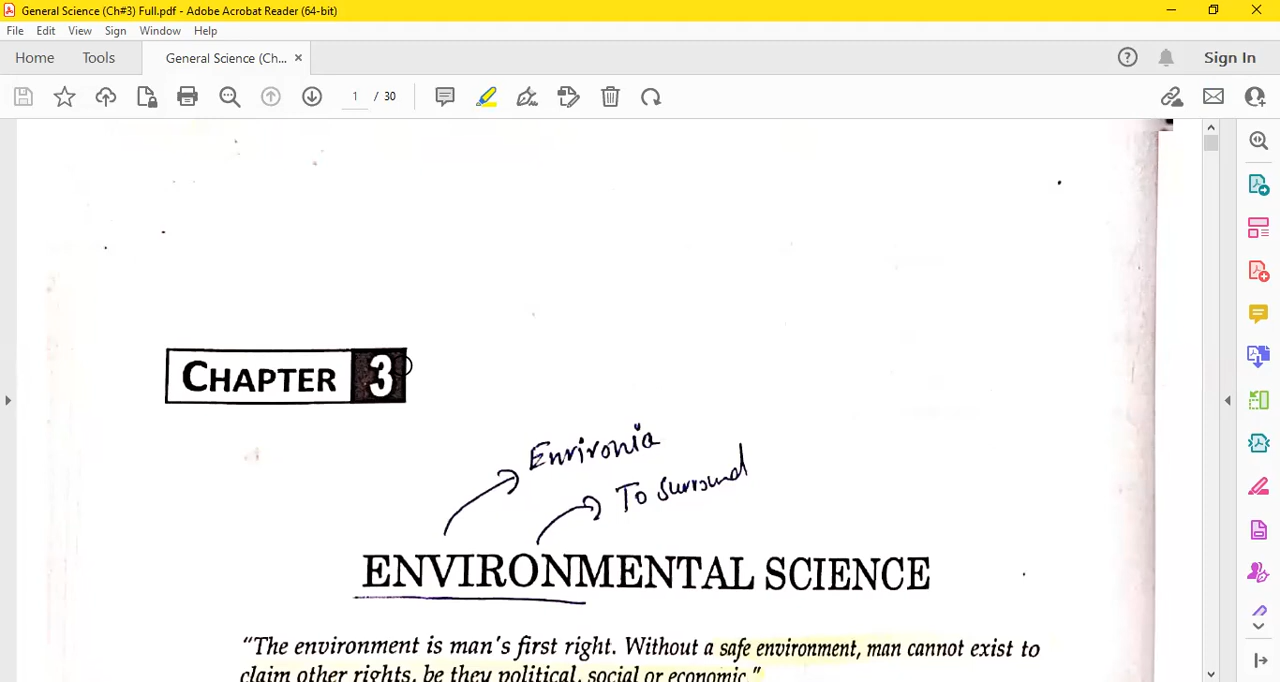 General Science (Ch#3) Full.pdf - Adobe Acrobat Reader (64-bit)
File Edit View Sign Window Help
Home Tools General Science (Ch... × Sign In
1 / 30
CHAPTER 3
Environia
To Surround
ENVIRONMENTAL SCIENCE
"The environment is man's first right. Without a safe environment, man cannot exist to
claim other rights, be they political, social or economic."